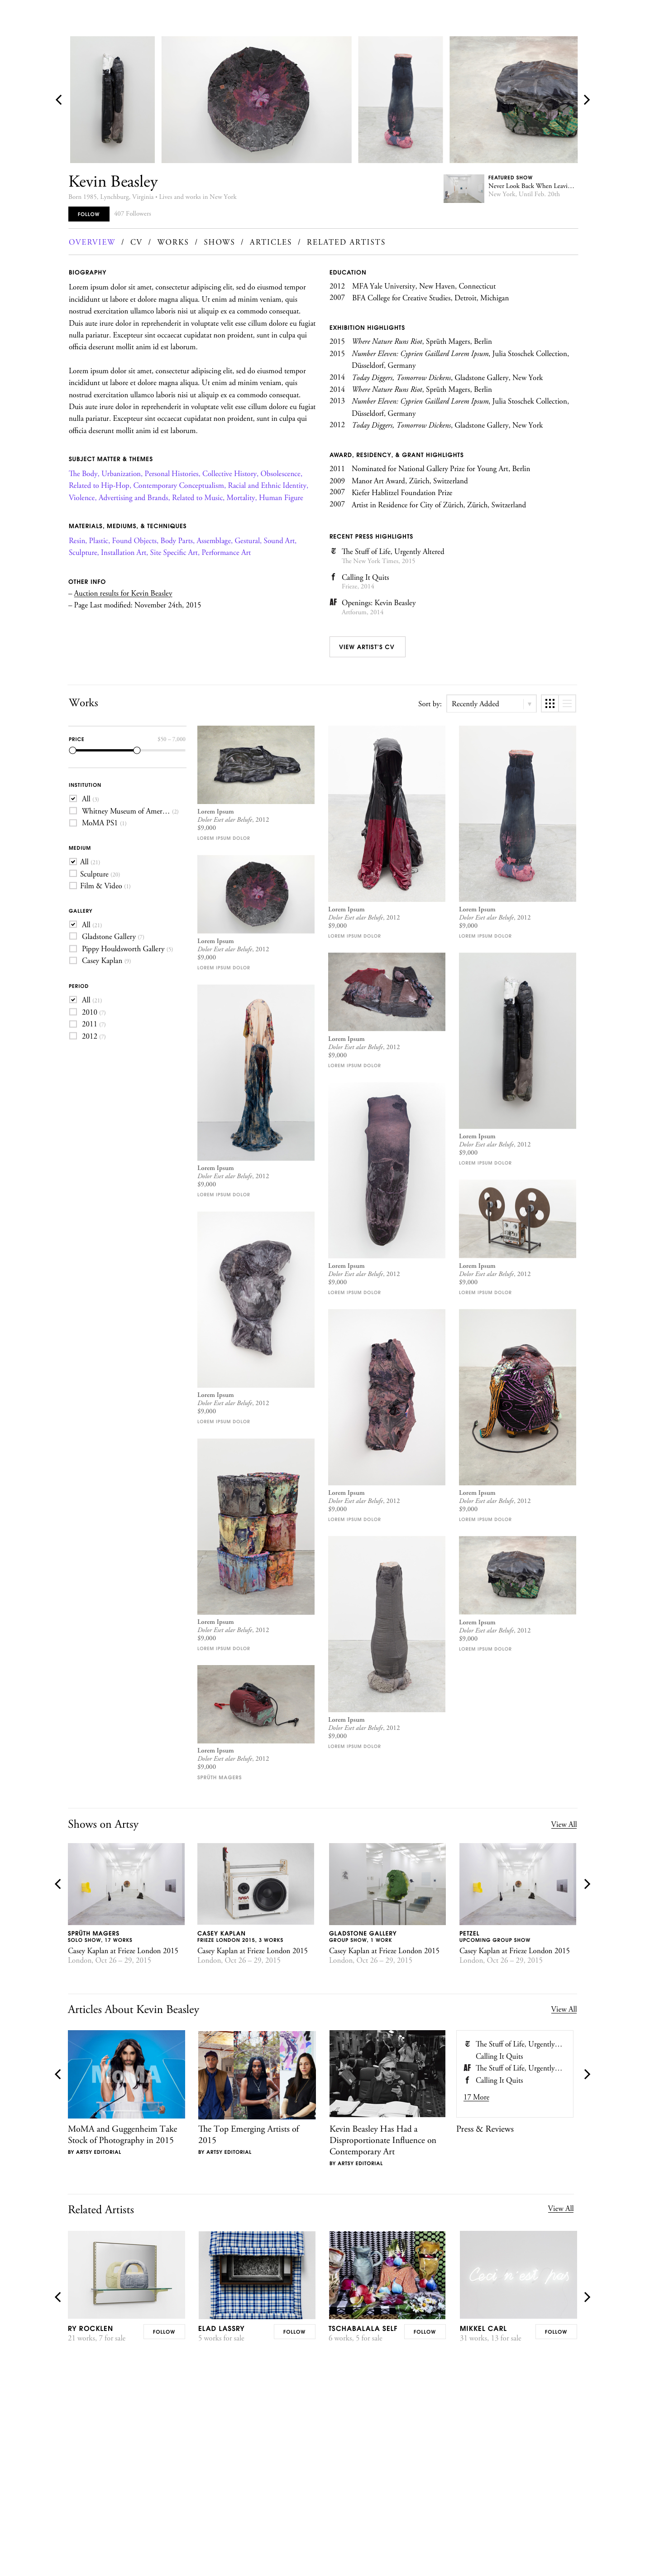 Kevin Beasley
Born 1985, Lynchburg, Virginia • Lives and works in New York
FOLLOW
407 Followers
FEATURED SHOW
Never Look Back When Leavi…
New York, Until Feb. 20th
OVERVIEW / CV / WORKS / SHOWS / ARTICLES / RELATED ARTISTS
BIOGRAPHY
Lorem ipsum dolor sit amet, consectetur adipisicing elit, sed do eiusmod tempor
incididunt ut labore et dolore magna aliqua. Ut enim ad minim veniam, quis
nostrud exercitation ullamco laboris nisi ut aliquip ex ea commodo consequat.
Duis aute irure dolor in reprehenderit in voluptate velit esse cillum dolore eu fugiat
nulla pariatur. Excepteur sint occaecat cupidatat non proident, sunt in culpa qui
officia deserunt mollit anim id est laborum.
Lorem ipsum dolor sit amet, consectetur adipisicing elit, sed do eiusmod tempor
incididunt ut labore et dolore magna aliqua. Ut enim ad minim veniam, quis
nostrud exercitation ullamco laboris nisi ut aliquip ex ea commodo consequat.
Duis aute irure dolor in reprehenderit in voluptate velit esse cillum dolore eu fugiat
nulla pariatur. Excepteur sint occaecat cupidatat non proident, sunt in culpa qui
officia deserunt mollit anim id est laborum.
SUBJECT MATTER & THEMES
The Body, Urbanization, Personal Histories, Collective History, Obsolescence,
Related to Hip-Hop, Contemporary Conceptualism, Racial and Ethnic Identity,
Violence, Advertising and Brands, Related to Music, Mortality, Human Figure
MATERIALS, MEDIUMS, & TECHNIQUES
Resin, Plastic, Found Objects, Body Parts, Assemblage, Gestural, Sound Art,
Sculpture, Installation Art, Site Specific Art, Performance Art
OTHER INFO
– Auction results for Kevin Beasley
– Page Last modified: November 24th, 2015
EDUCATION
2012 MFA Yale University, New Haven, Connecticut
2007 BFA College for Creative Studies, Detroit, Michigan
EXHIBITION HIGHLIGHTS
2015 Where Nature Runs Riot, Sprüth Magers, Berlin
2015 Number Eleven: Cyprien Gaillard Lorem Ipsum, Julia Stoschek Collection,
Düsseldorf, Germany
2014 Today Diggers, Tomorrow Dickens, Gladstone Gallery, New York
2014 Where Nature Runs Riot, Sprüth Magers, Berlin
2013 Number Eleven: Cyprien Gaillard Lorem Ipsum, Julia Stoschek Collection,
Düsseldorf, Germany
2012 Today Diggers, Tomorrow Dickens, Gladstone Gallery, New York
AWARD, RESIDENCY, & GRANT HIGHLIGHTS
2011 Nominated for National Gallery Prize for Young Art, Berlin
2009 Manor Art Award, Zürich, Switzerland
2007 Kiefer Hablitzel Foundation Prize
2007 Artist in Residence for City of Zürich, Zürich, Switzerland
RECENT PRESS HIGHLIGHTS
T The Stuff of Life, Urgently Altered
The New York Times, 2015
f Calling It Quits
Frieze, 2014
AF Openings: Kevin Beasley
Artforum, 2014
VIEW ARTIST'S CV
Works
Sort by: Recently Added
PRICE $50 – 7,000
INSTITUTION
All (3)
Whitney Museum of Amer… (2)
MoMA PS1 (1)
MEDIUM
All (21)
Sculpture (20)
Film & Video (1)
GALLERY
All (21)
Gladstone Gallery (7)
Pippy Houldsworth Gallery (5)
Casey Kaplan (9)
PERIOD
All (21)
2010 (7)
2011 (7)
2012 (7)
Lorem Ipsum
Dolor Eset alar Belufe, 2012
$9,000
LOREM IPSUM DOLOR
Lorem Ipsum
Dolor Eset alar Belufe, 2012
$9,000
LOREM IPSUM DOLOR
Lorem Ipsum
Dolor Eset alar Belufe, 2012
$9,000
LOREM IPSUM DOLOR
Lorem Ipsum
Dolor Eset alar Belufe, 2012
$9,000
LOREM IPSUM DOLOR
Lorem Ipsum
Dolor Eset alar Belufe, 2012
$9,000
LOREM IPSUM DOLOR
Lorem Ipsum
Dolor Eset alar Belufe, 2012
$9,000
SPRÜTH MAGERS
Lorem Ipsum
Dolor Eset alar Belufe, 2012
$9,000
LOREM IPSUM DOLOR
Lorem Ipsum
Dolor Eset alar Belufe, 2012
$9,000
LOREM IPSUM DOLOR
Lorem Ipsum
Dolor Eset alar Belufe, 2012
$9,000
LOREM IPSUM DOLOR
Lorem Ipsum
Dolor Eset alar Belufe, 2012
$9,000
LOREM IPSUM DOLOR
Lorem Ipsum
Dolor Eset alar Belufe, 2012
$9,000
LOREM IPSUM DOLOR
Lorem Ipsum
Dolor Eset alar Belufe, 2012
$9,000
LOREM IPSUM DOLOR
Lorem Ipsum
Dolor Eset alar Belufe, 2012
$9,000
LOREM IPSUM DOLOR
Lorem Ipsum
Dolor Eset alar Belufe, 2012
$9,000
LOREM IPSUM DOLOR
Lorem Ipsum
Dolor Eset alar Belufe, 2012
$9,000
LOREM IPSUM DOLOR
Lorem Ipsum
Dolor Eset alar Belufe, 2012
$9,000
LOREM IPSUM DOLOR
Shows on Artsy
View All
SPRÜTH MAGERS
SOLO SHOW, 17 WORKS
Casey Kaplan at Frieze London 2015
London, Oct 26 – 29, 2015
CASEY KAPLAN
FRIEZE LONDON 2015, 3 WORKS
Casey Kaplan at Frieze London 2015
London, Oct 26 – 29, 2015
GLADSTONE GALLERY
GROUP SHOW, 1 WORK
Casey Kaplan at Frieze London 2015
London, Oct 26 – 29, 2015
PETZEL
UPCOMING GROUP SHOW
Casey Kaplan at Frieze London 2015
London, Oct 26 – 29, 2015
Articles About Kevin Beasley
View All
MoMA
MoMA and Guggenheim Take
Stock of Photography in 2015
BY ARTSY EDITORIAL
The Top Emerging Artists of
2015
BY ARTSY EDITORIAL
Kevin Beasley Has Had a
Disproportionate Influence on
Contemporary Art
BY ARTSY EDITORIAL
T The Stuff of Life, Urgently…
Calling It Quits
AF The Stuff of Life, Urgently…
f Calling It Quits
17 More
Press & Reviews
Related Artists
View All
RY ROCKLEN
21 works, 7 for sale
FOLLOW
ELAD LASSRY
5 works for sale
FOLLOW
TSCHABALALA SELF
6 works, 5 for sale
FOLLOW
Ceci n'est pas
MIKKEL CARL
31 works, 13 for sale
FOLLOW